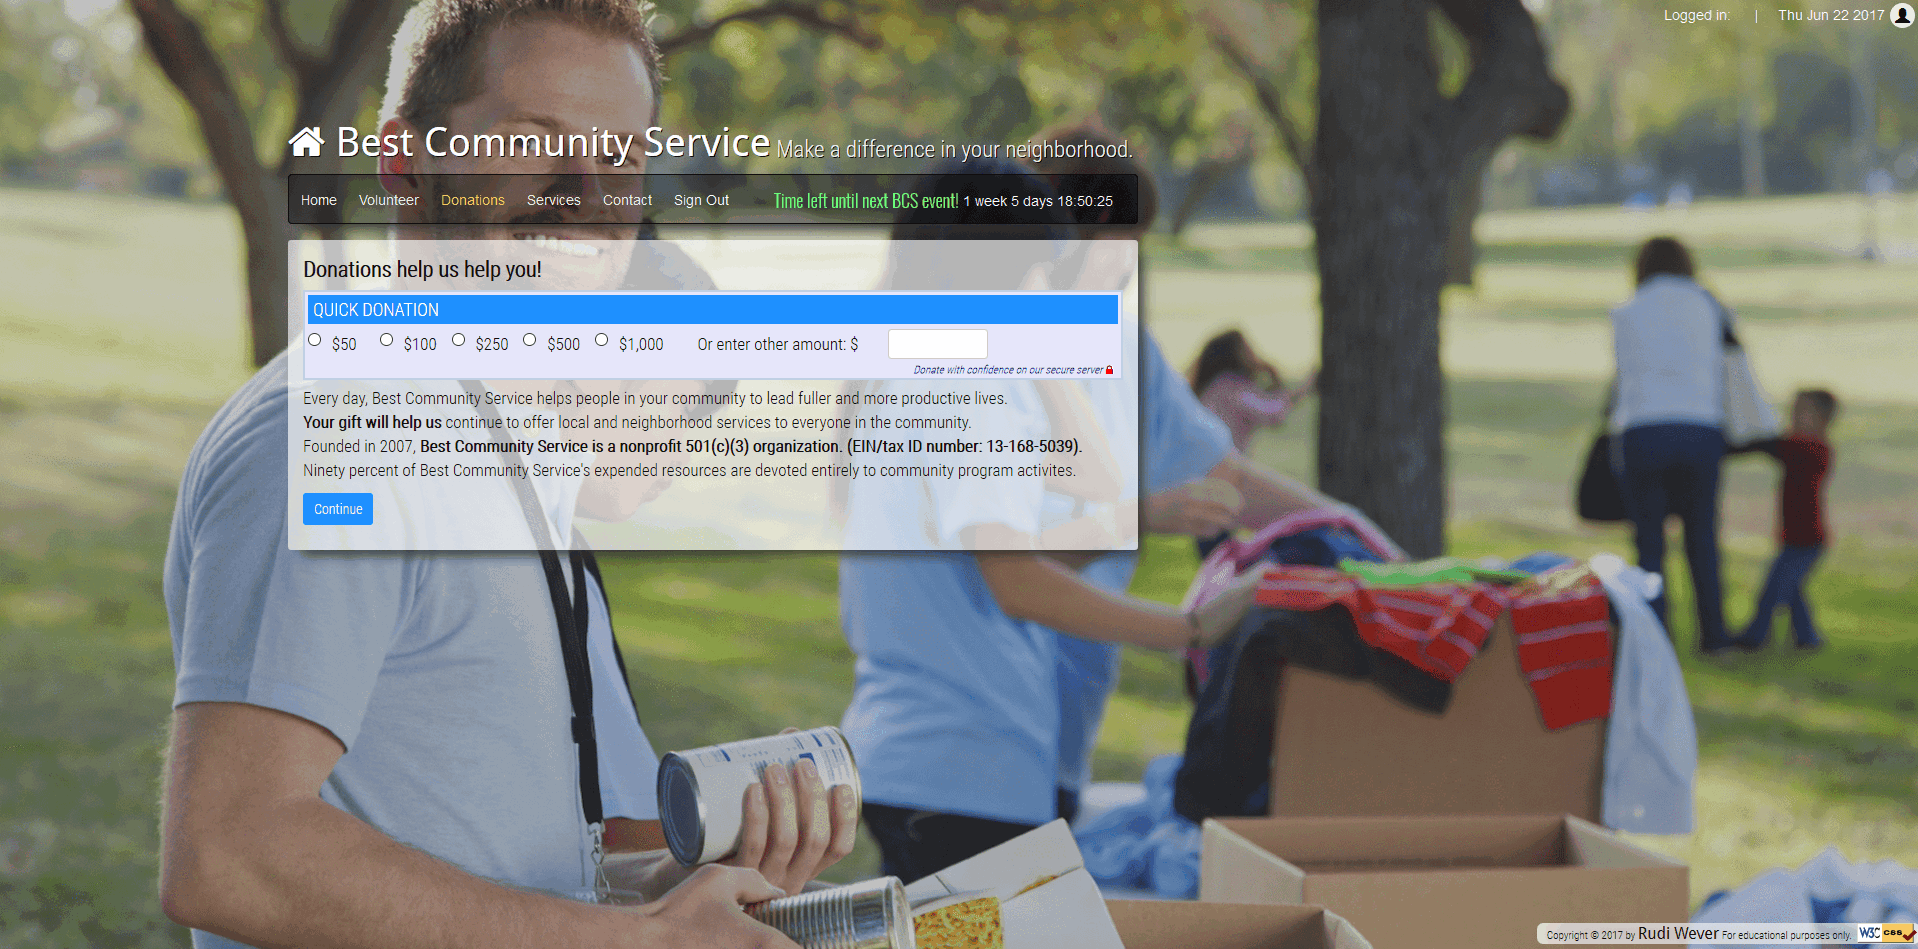 Logged in: | Thu Jun 22 2017
Best Community Service Make a difference in your neighborhood.
Home Volunteer Donations Services Contact Sign Out Time left until next BCS event! 1 week 5 days 18:50:25
Donations help us help you!
QUICK DONATION
$50 $100 $250 $500 $1,000 Or enter other amount: $
Donate with confidence on our secure server
Every day, Best Community Service helps people in your community to lead fuller and more productive lives.
Your gift will help us continue to offer local and neighborhood services to everyone in the community.
Founded in 2007, Best Community Service is a nonprofit 501(c)(3) organization. (EIN/tax ID number: 13-168-5039).
Ninety percent of Best Community Service's expended resources are devoted entirely to community program activites.
Continue
Copyright © 2017 by Rudi Wever For educational purposes only. W3C css